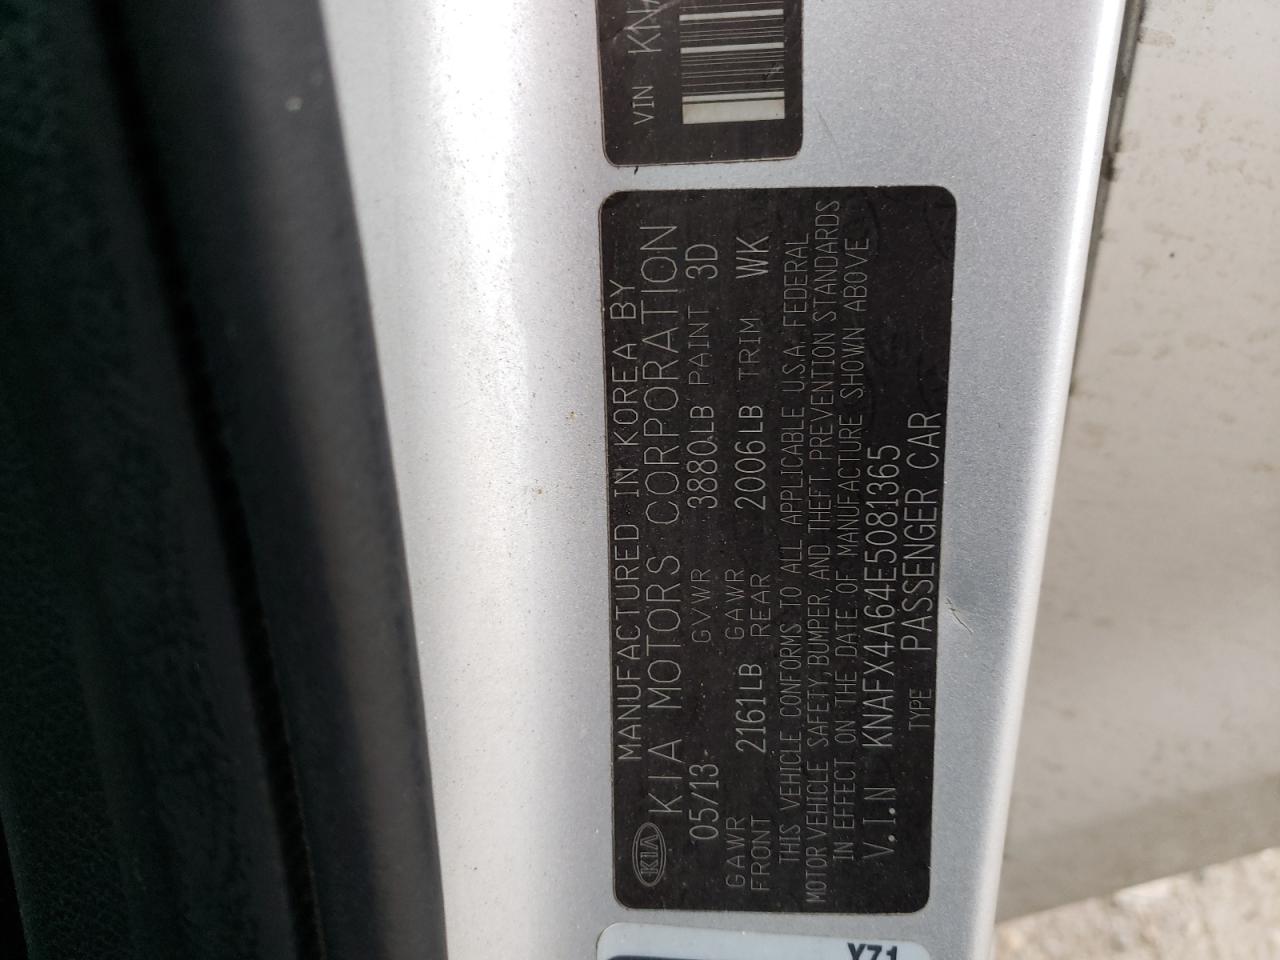 VIN KNA
MANUFACTURED IN KOREA BY
KIA KIA MOTORS CORPORATION
05/13 GVWR 3880LB PAINT 3D
GAWR FRONT 2161LB GAWR REAR 2006LB TRIM WK
THIS VEHICLE CONFORMS TO ALL APPLICABLE U.S.A. FEDERAL
MOTOR VEHICLE SAFETY, BUMPER, AND THEFT PREVENTION STANDARDS
IN EFFECT ON THE DATE OF MANUFACTURE SHOWN ABOVE
V.I.N KNAFX4A64E5081365
TYPE PASSENGER CAR
Y71